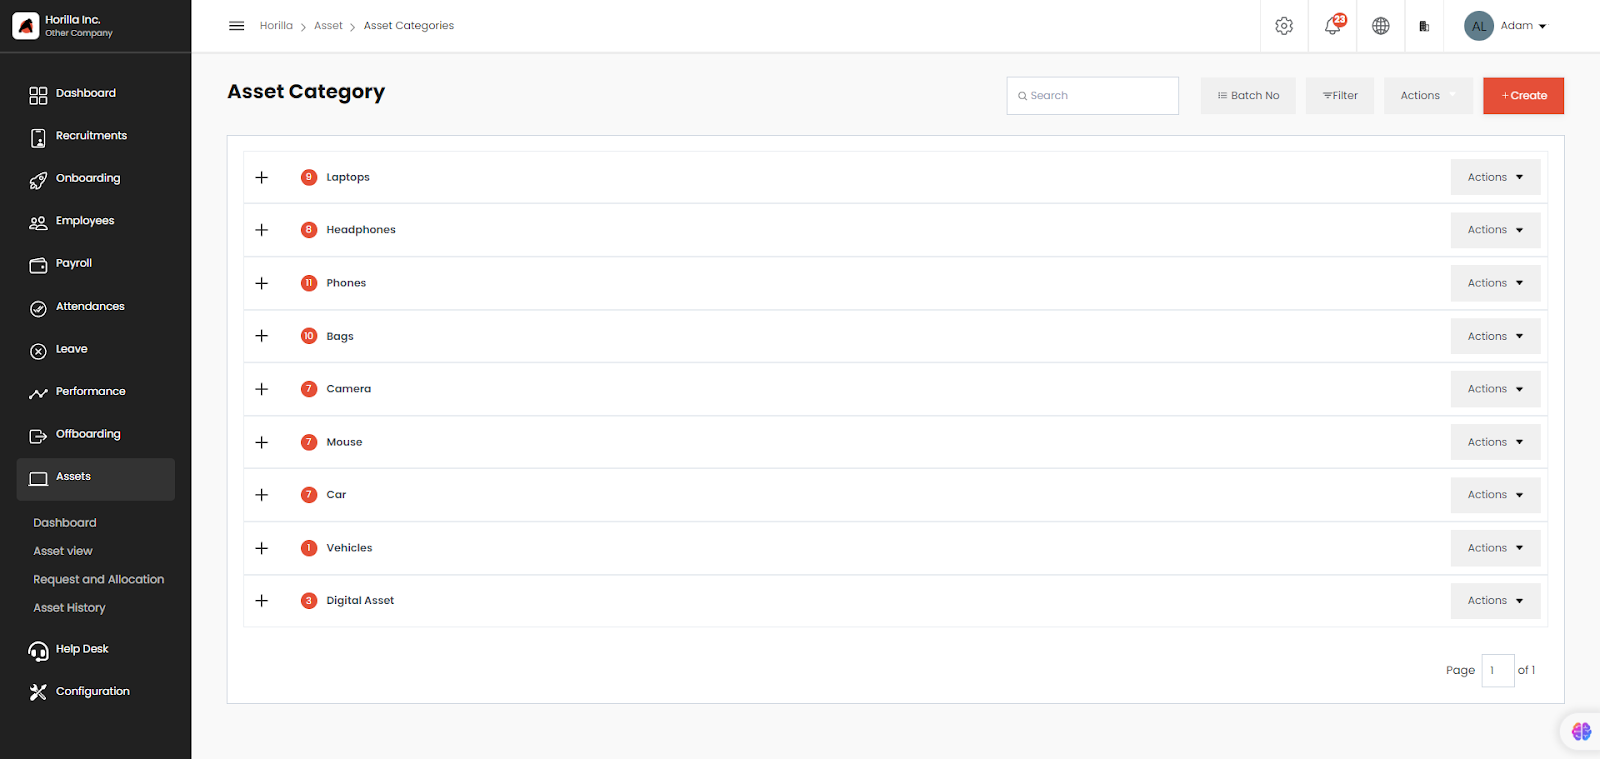 Horilla Inc.
Other Company
Horilla > Asset > Asset Categories
23
AL Adam
Dashboard
Recruitments
Onboarding
Employees
Payroll
Attendances
Leave
Performance
Offboarding
Assets
Dashboard
Asset view
Request and Allocation
Asset History
Help Desk
Configuration
Asset Category
Search
Batch No
Filter
Actions
+ Create
9 Laptops Actions
8 Headphones Actions
11 Phones Actions
10 Bags Actions
7 Camera Actions
7 Mouse Actions
7 Car Actions
1 Vehicles Actions
3 Digital Asset Actions
Page 1 of 1